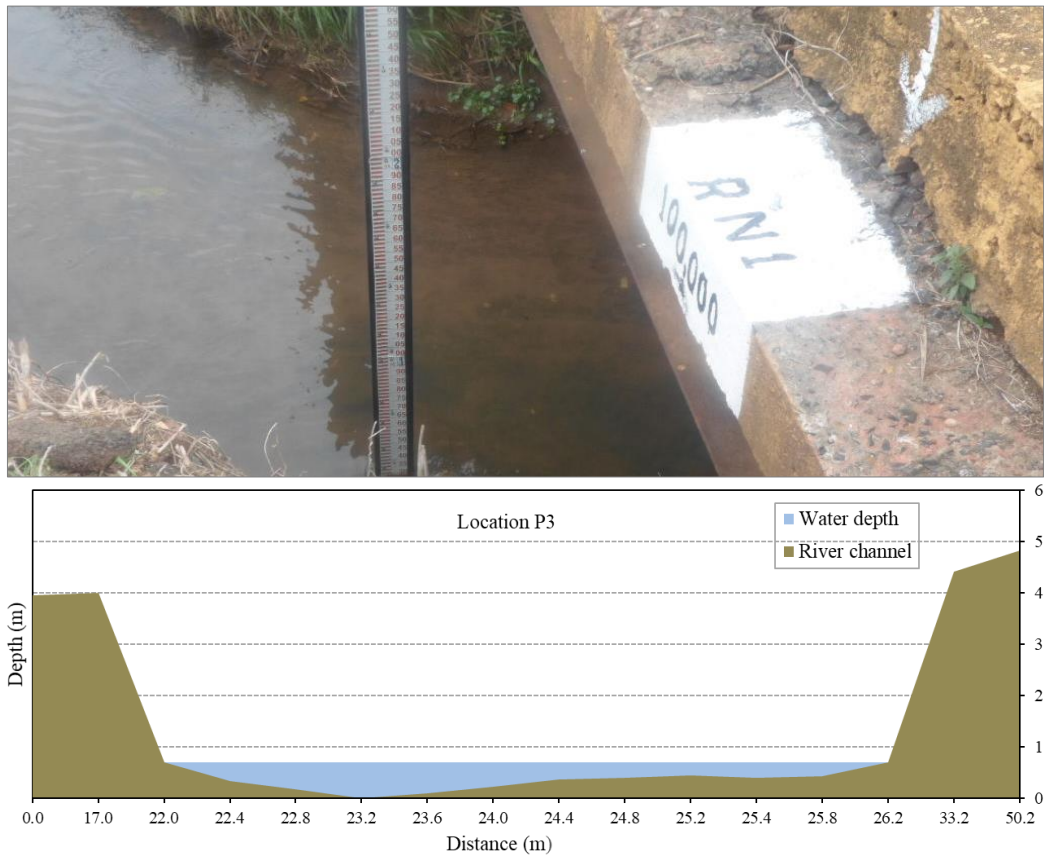 RN1
100,000
Location P3
Water depth
River channel
Depth (m)
6
5
4
3
2
1
0
0.0 17.0 22.0 22.4 22.8 23.2 23.6 24.0 24.4 24.8 25.2 25.4 25.8 26.2 33.2 50.2
Distance (m)